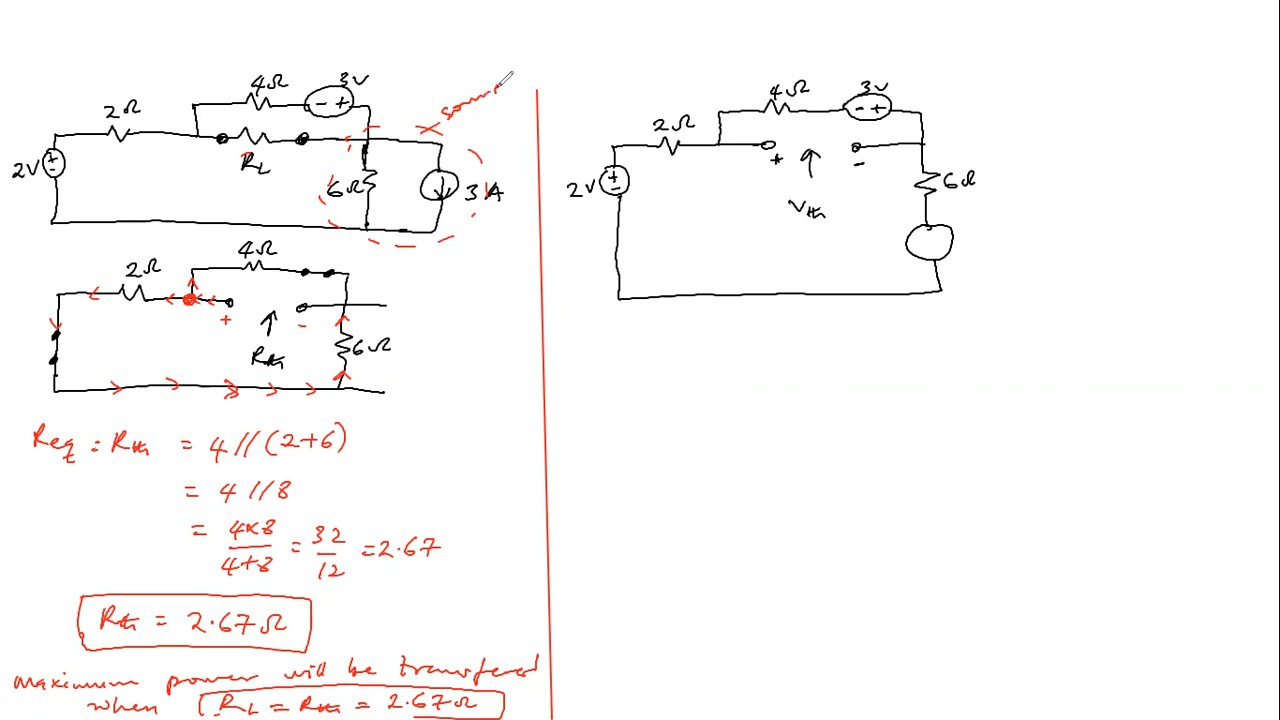 4Ω 3V
2Ω
2V + - - + RL 6Ω 3A
sour
4Ω
2Ω
+ - Rth 6Ω
Req = Rth = 4 // (2+6)
= 4 // 8
= 4×8 / 4+8 = 32 / 12 = 2.67
Rth = 2.67Ω
maximum power will be transfered
when RL = Rth = 2.67Ω
4Ω 3V
2Ω - +
2V + - + - 6Ω
Vth